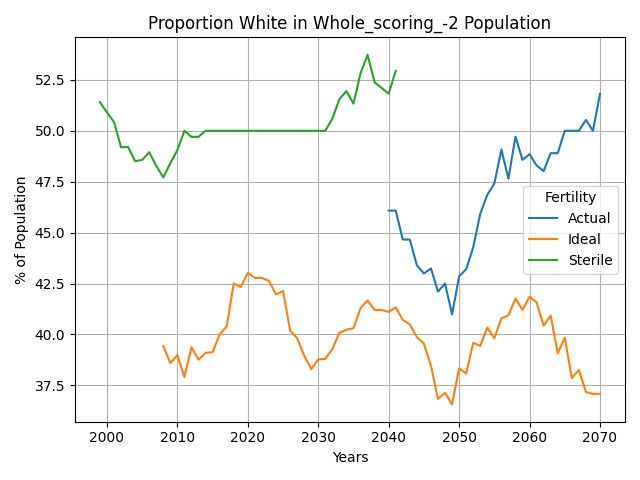 Proportion White in Whole_scoring_-2 Population
% of Population
52.5
50.0
47.5
45.0
42.5
40.0
37.5
Fertility
Actual
Ideal
Sterile
2000 2010 2020 2030 2040 2050 2060 2070
Years